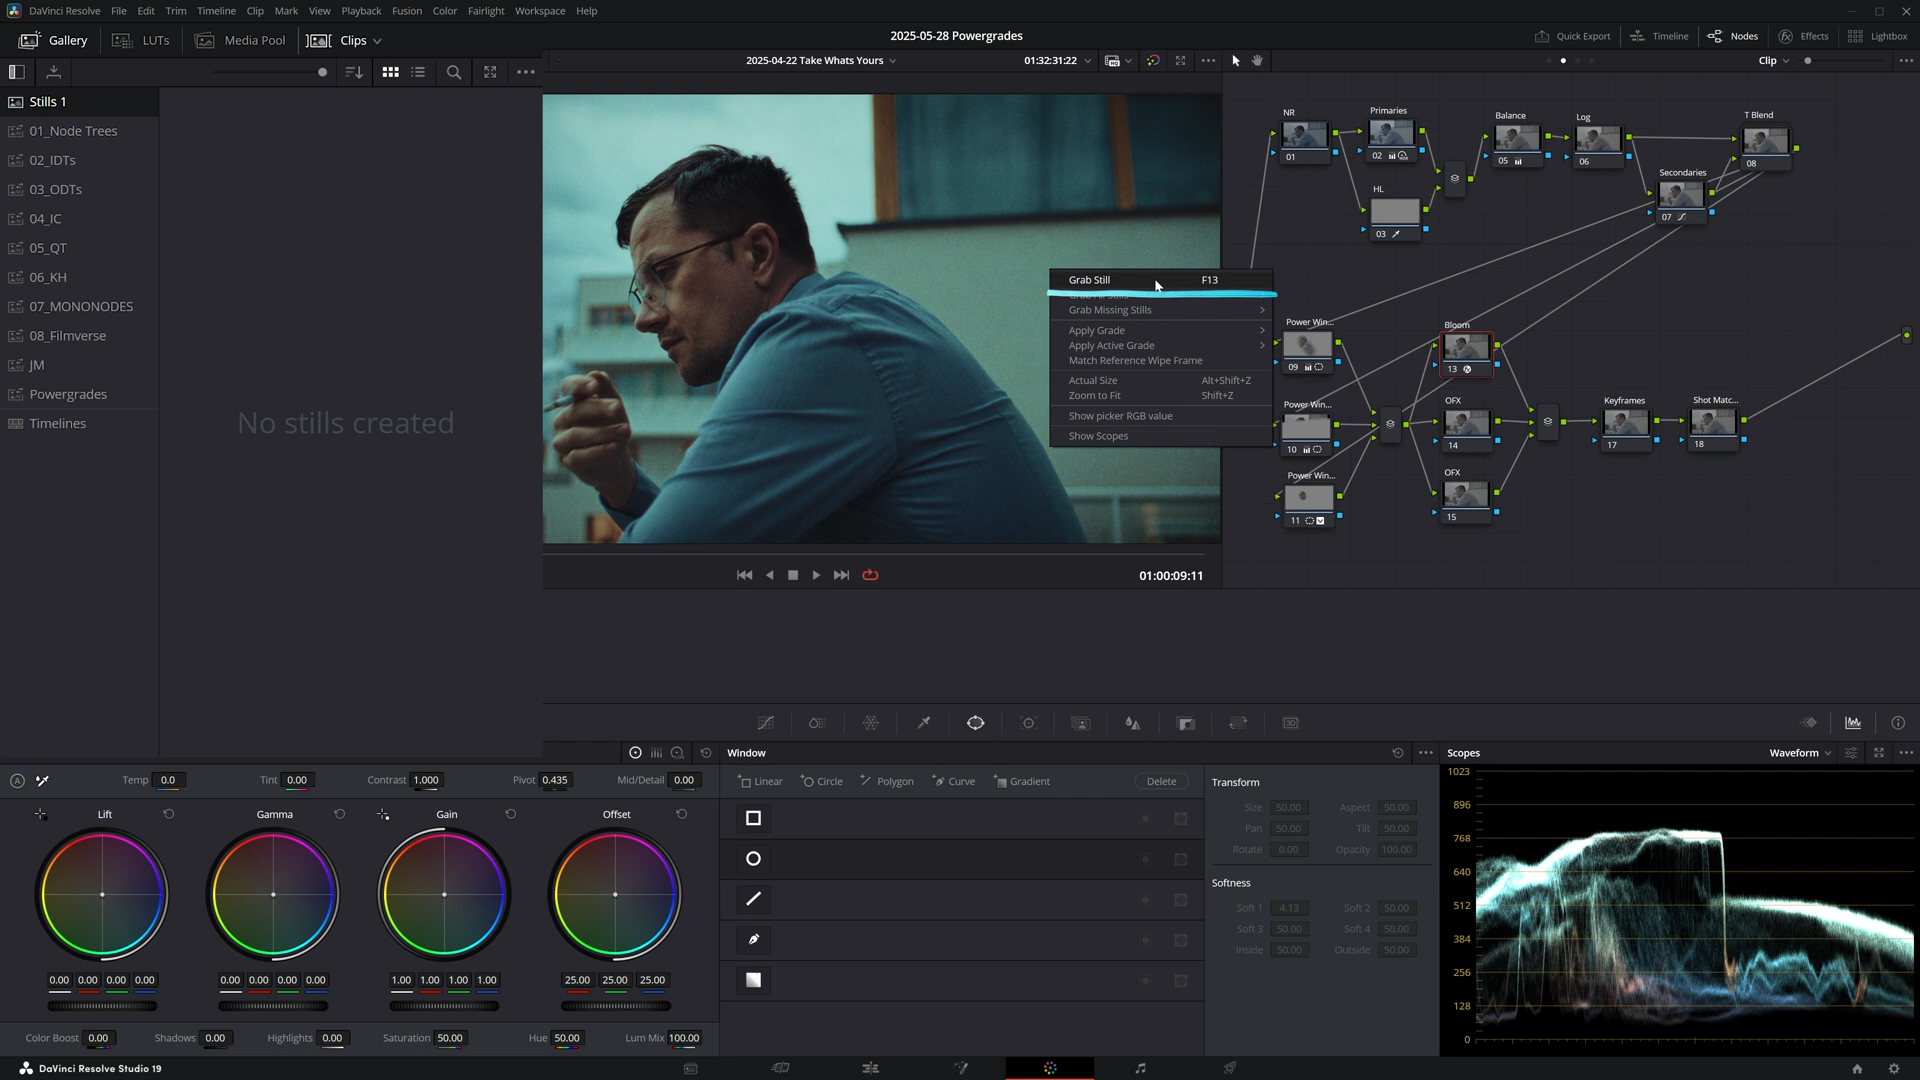 DaVinci Resolve File Edit Trim Timeline Clip Mark View Playback Fusion Color Fairlight Workspace Help
Gallery LUTs Media Pool Clips
2025-05-28 Powergrades
Quick Export Timeline Nodes Effects Lightbox
2025-04-22 Take Whats Yours 01:32:31:22
Clip
Stills 1
01_Node Trees
02_IDTs
03_ODTs
04_IC
05_QT
06_KH
07_MONONODES
08_Filmverse
JM
Powergrades
Timelines
No stills created
Grab Still F13
Grab All Stills
Grab Missing Stills
Apply Grade
Apply Active Grade
Match Reference Wipe Frame
Actual Size Alt+Shift+Z
Zoom to Fit Shift+Z
Show picker RGB value
Show Scopes
01:00:09:11
NR
01
Primaries
02
HL
03
Balance
05
Log
06
Secondaries
07
T Blend
08
Power Win...
09
Power Win...
10
Power Win...
11
Bloom
13
OFX
14
OFX
15
Keyframes
17
Shot Matc...
18
A Temp 0.0 Tint 0.00 Contrast 1.000 Pivot 0.435 Mid/Detail 0.00
Lift Gamma Gain Offset
0.00 0.00 0.00 0.00 0.00 0.00 0.00 0.00 1.00 1.00 1.00 1.00 25.00 25.00 25.00
Color Boost 0.00 Shadows 0.00 Highlights 0.00 Saturation 50.00 Hue 50.00 Lum Mix 100.00
Window
Linear Circle Polygon Curve Gradient Delete
Transform
Size 50.00 Aspect 50.00
Pan 50.00 Tilt 50.00
Rotate 0.00 Opacity 100.00
Softness
Soft 1 4.13 Soft 2 50.00
Soft 3 50.00 Soft 4 50.00
Inside 50.00 Outside 50.00
3D
Scopes Waveform
1023
896
768
640
512
384
256
128
0
DaVinci Resolve Studio 19